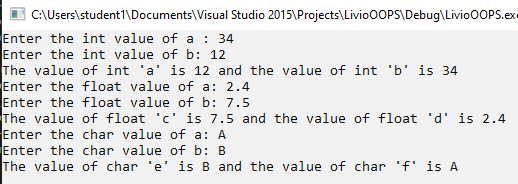 C:\Users\student1\Documents\Visual Studio 2015\Projects\LivioOOPS\Debug\LivioOOPS.exe
Enter the int value of a : 34
Enter the int value of b: 12
The value of int 'a' is 12 and the value of int 'b' is 34
Enter the float value of a: 2.4
Enter the float value of b: 7.5
The value of float 'c' is 7.5 and the value of float 'd' is 2.4
Enter the char value of a: A
Enter the char value of b: B
The value of char 'e' is B and the value of char 'f' is A